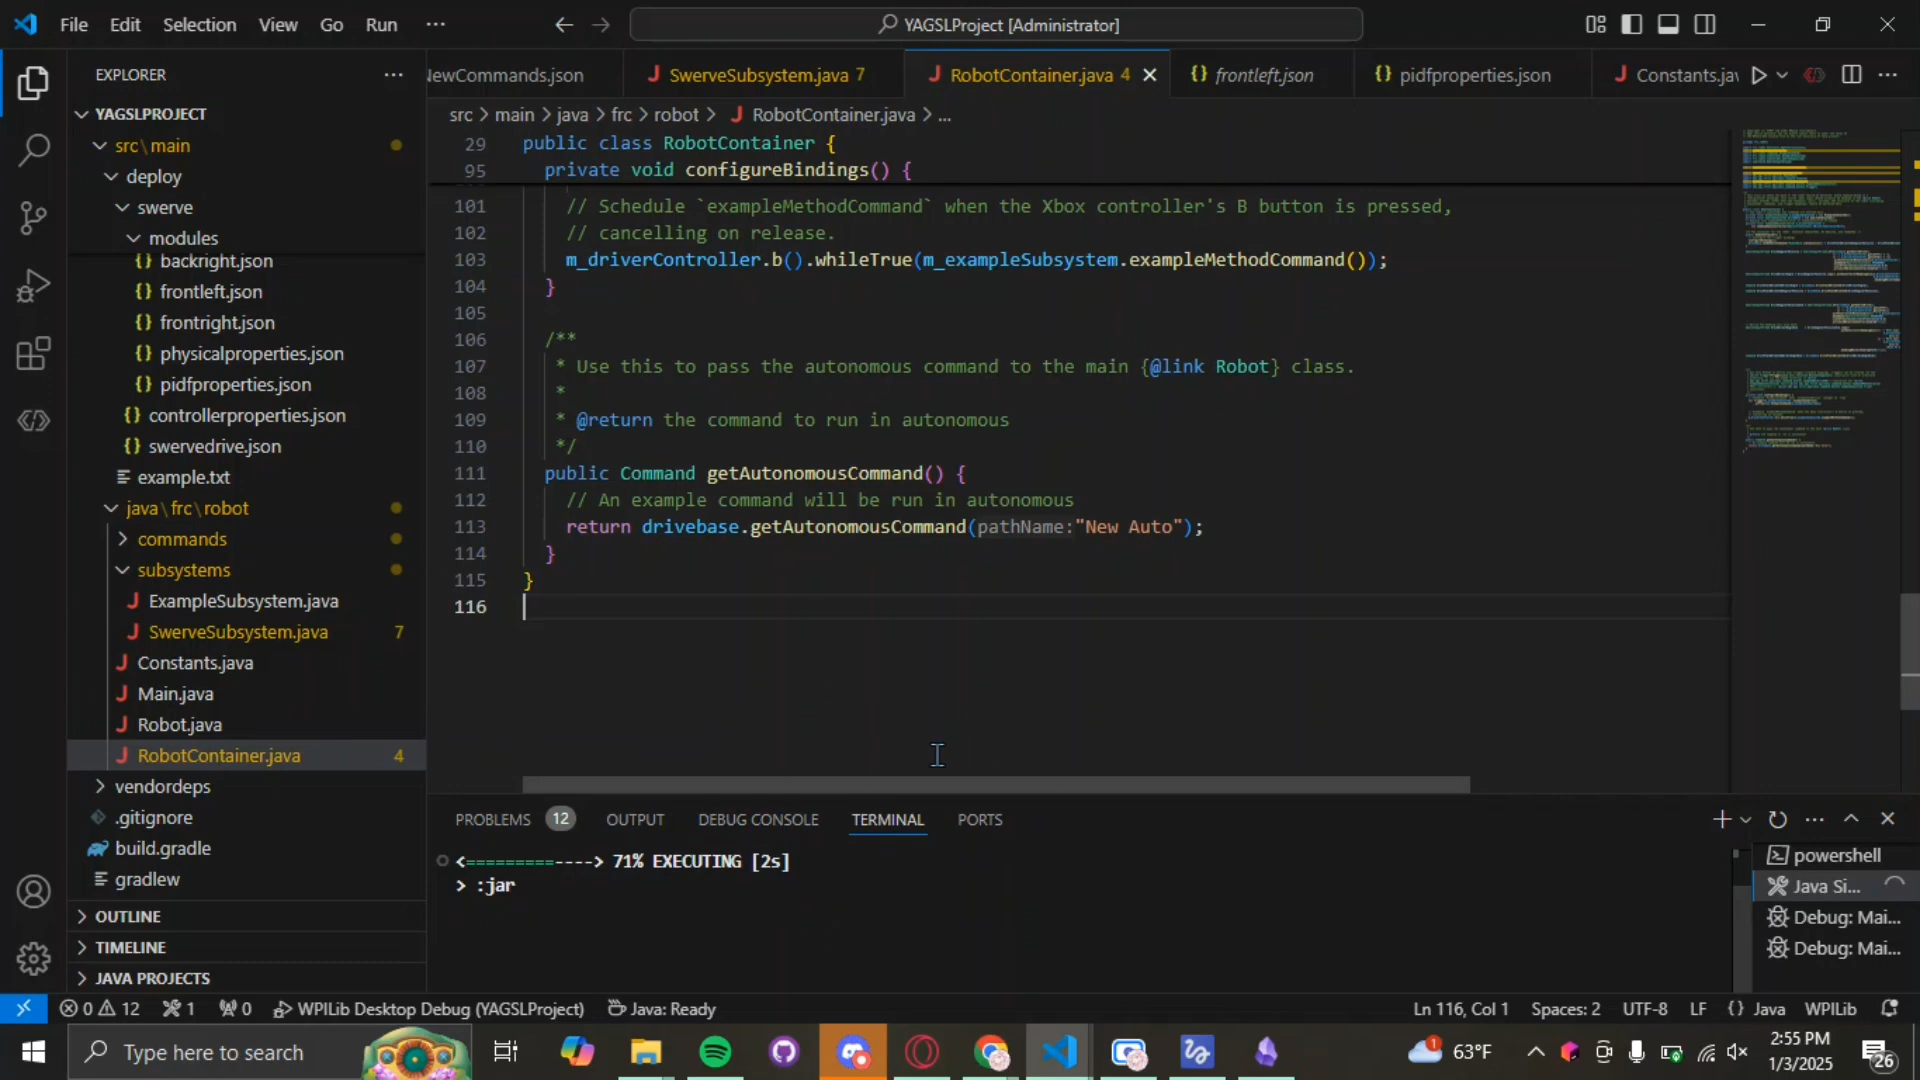 File Edit Selection View Go Run ···
YAGSLProject [Administrator]
EXPLORER
YAGSLPROJECT
src\main
deploy
swerve
modules
backright.json
frontleft.json
frontright.json
physicalproperties.json
pidfproperties.json
controllerproperties.json
swervedrive.json
example.txt
java\frc\robot
commands
subsystems
ExampleSubsystem.java
SwerveSubsystem.java 7
Constants.java
Main.java
Robot.java
RobotContainer.java 4
vendordeps
.gitignore
build.gradle
gradlew
OUTLINE
TIMELINE
JAVA PROJECTS
NewCommands.json SwerveSubsystem.java 7 RobotContainer.java 4 frontleft.json pidfproperties.json Constants.jav
src > main > java > frc > robot > RobotContainer.java > ...
29 public class RobotContainer {
95 private void configureBindings() {
101 // Schedule `exampleMethodCommand` when the Xbox controller's B button is pressed,
102 // cancelling on release.
103 m_driverController.b().whileTrue(m_exampleSubsystem.exampleMethodCommand());
104 }
105
106 /**
107 * Use this to pass the autonomous command to the main {@link Robot} class.
108 *
109 * @return the command to run in autonomous
110 */
111 public Command getAutonomousCommand() {
112 // An example command will be run in autonomous
113 return drivebase.getAutonomousCommand(pathName:"New Auto");
114 }
115 }
116
PROBLEMS 12 OUTPUT DEBUG CONSOLE TERMINAL PORTS
<=========----> 71% EXECUTING [2s]
> :jar
powershell
Java Si...
Debug: Mai...
Debug: Mai...
0 12 1 0 WPILib Desktop Debug (YAGSLProject) Java: Ready
Ln 116, Col 1 Spaces: 2 UTF-8 LF {} Java WPILib
Type here to search
1 63°F
2:55 PM
1/3/2025
26